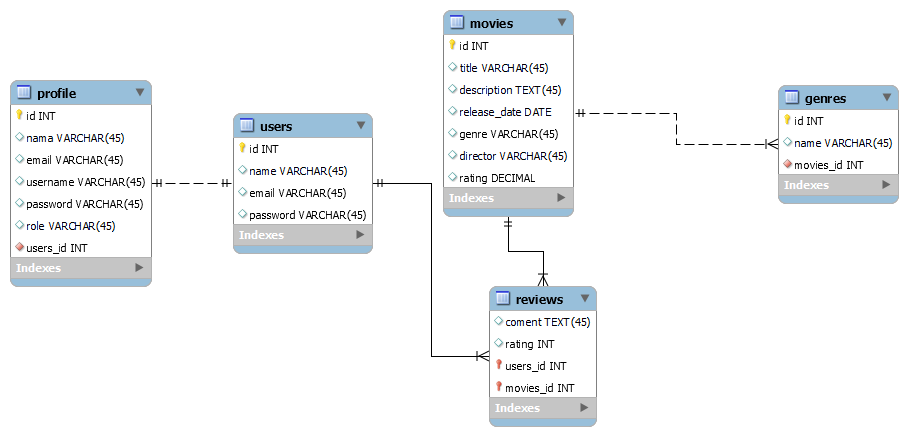 profile
id INT
nama VARCHAR(45)
email VARCHAR(45)
username VARCHAR(45)
password VARCHAR(45)
role VARCHAR(45)
users_id INT
Indexes
users
id INT
name VARCHAR(45)
email VARCHAR(45)
password VARCHAR(45)
Indexes
movies
id INT
title VARCHAR(45)
description TEXT(45)
release_date DATE
genre VARCHAR(45)
director VARCHAR(45)
rating DECIMAL
Indexes
reviews
coment TEXT(45)
rating INT
users_id INT
movies_id INT
Indexes
genres
id INT
name VARCHAR(45)
movies_id INT
Indexes